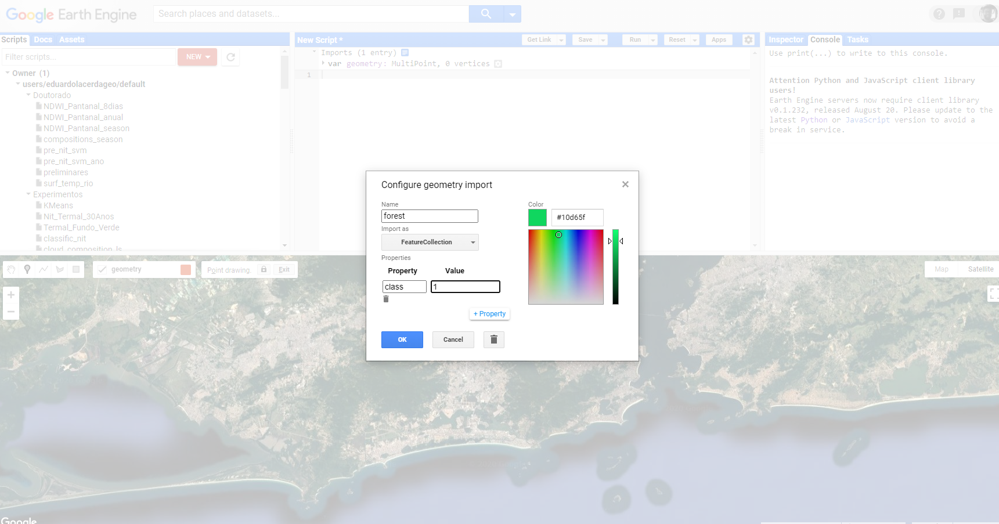 Google Earth Engine
Search places and datasets...
Scripts Docs Assets
Filter scripts...
NEW
Owner (1)
users/eduardolacerdageo/default
Doutorado
NDWI_Pantanal_8dias
NDWI_Pantanal_anual
NDWI_Pantanal_season
compositions_season
pre_nit_svm
pre_nit_svm_ano
preliminares
surf_temp_rio
Experimentos
KMeans
Nit_Termal_30Anos
Termal_Fundo_Verde
classific_nit
cloud_composition_ls
New Script *
Get Link Save Run Reset Apps
Imports (1 entry)
var geometry: MultiPoint, 0 vertices
1
Inspector Console Tasks
Use print(...) to write to this console.
Attention Python and JavaScript client library
users!
Earth Engine servers now require client library
v0.1.232, released August 20. Please update to the
latest Python or JavaScript version to avoid a
break in service.
Configure geometry import
Name
forest
Import as
FeatureCollection
Properties
Property Value
class 1
+ Property
OK Cancel
Color
#10d65f
geometry
Point drawing. Exit
Map Satellite
Google